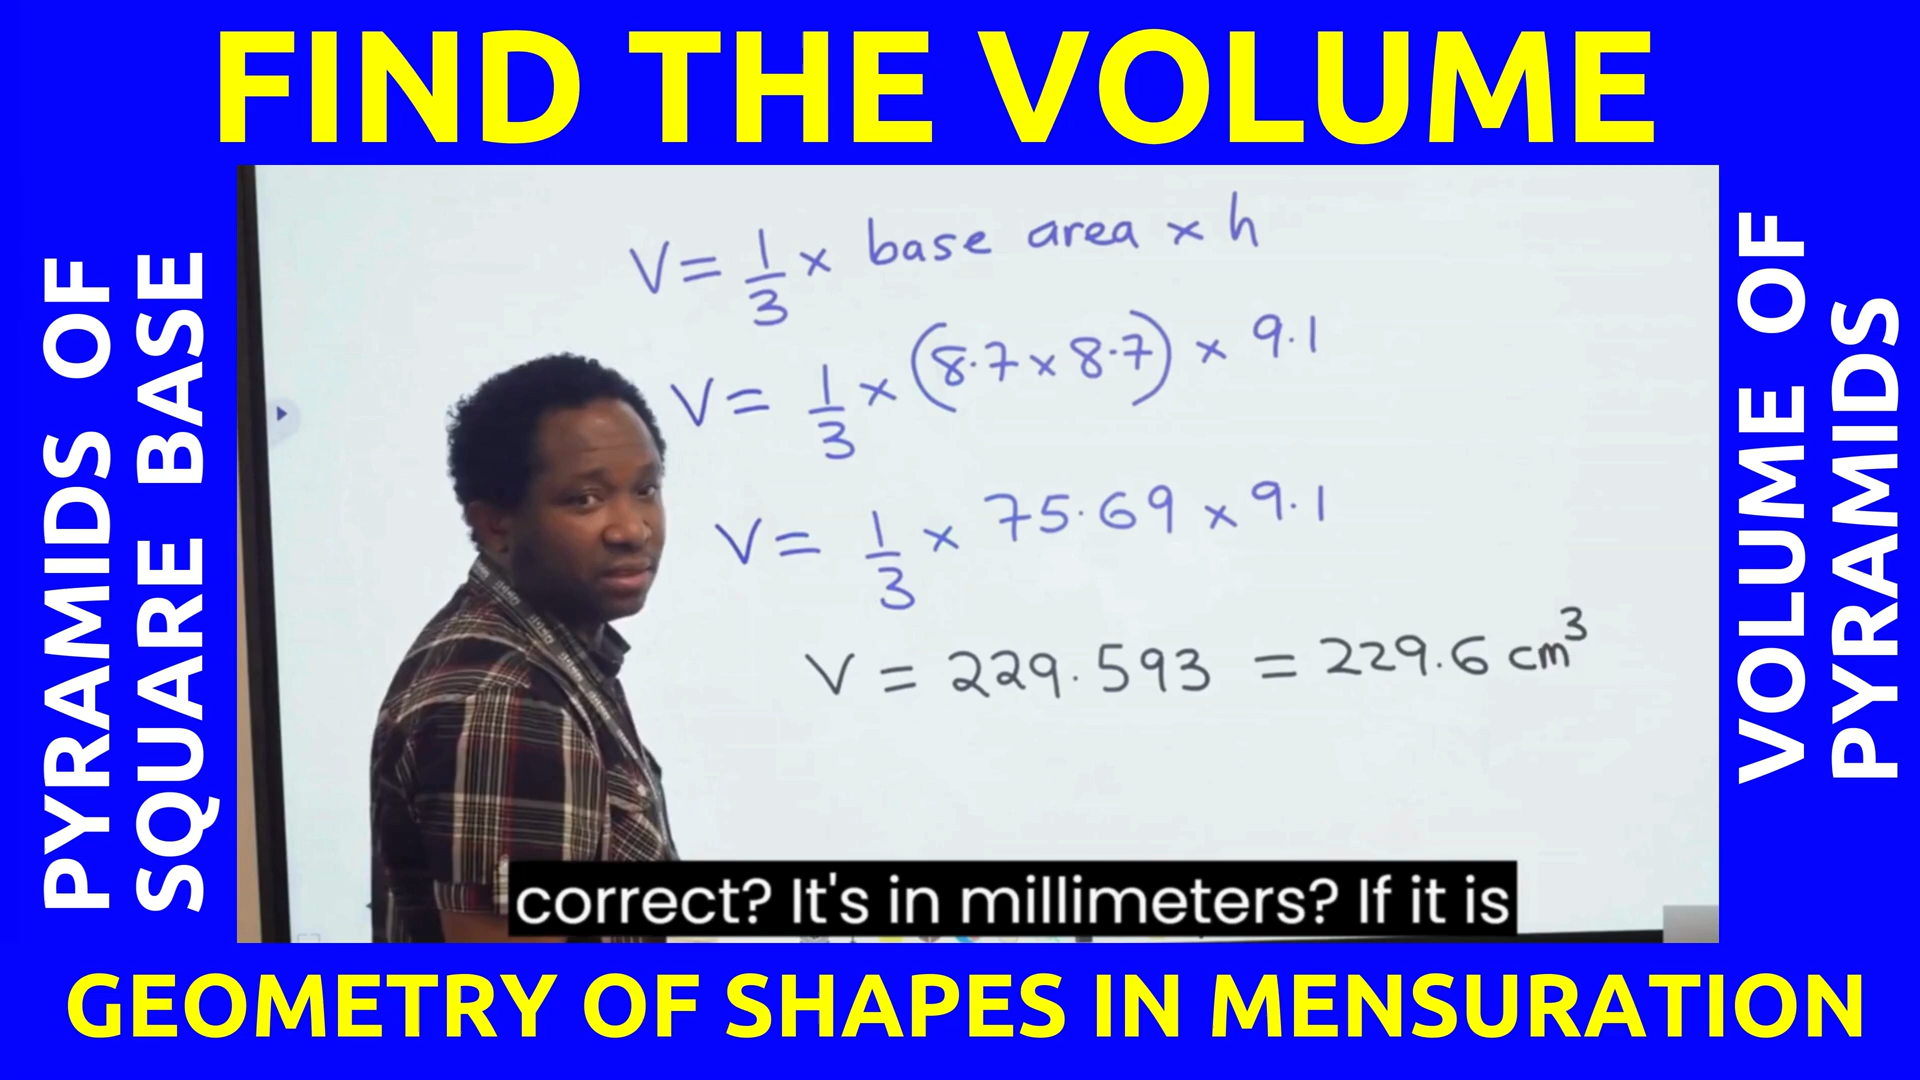 FIND THE VOLUME
PYRAMIDS OF
SQUARE BASE
V = 1/3 × base area × h
V = 1/3 × (8.7 × 8.7) × 9.1
V = 1/3 × 75.69 × 9.1
V = 229.593 = 229.6 cm³
correct? It's in millimeters? If it is
VOLUME OF
PYRAMIDS
GEOMETRY OF SHAPES IN MENSURATION